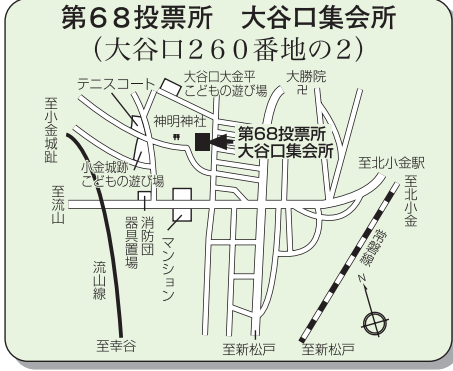 第６８投票所　大谷口集会所
（大谷口２６０番地の２）
テニスコート
大谷口大金平
こどもの遊び場
大勝院
卍
至小金城趾
神明神社
第68投票所
大谷口集会所
小金城跡
こどもの遊び場
至北小金駅
至流山
至北小金
消防団
器具置場
マンション
常磐線
流山線
N
至幸谷
至新松戸
至新松戸